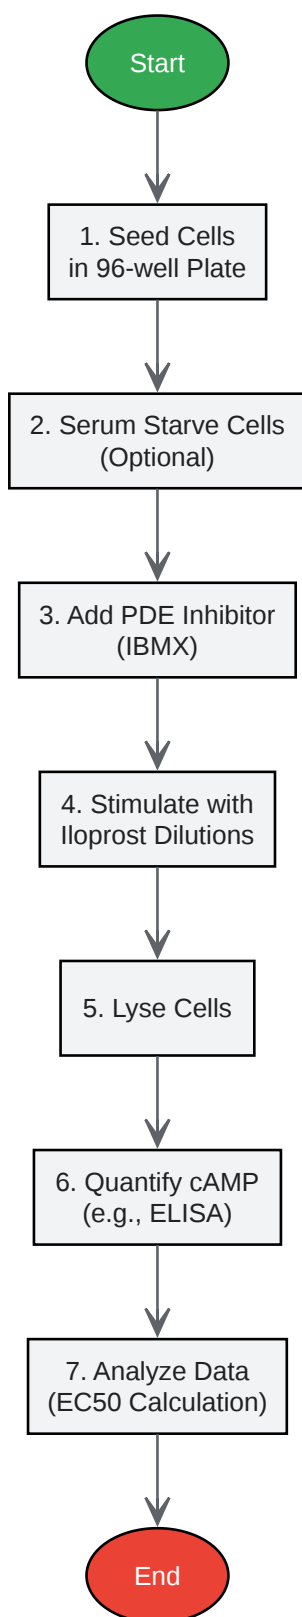 Start
1. Seed Cells
in 96-well Plate
2. Serum Starve Cells
(Optional)
3. Add PDE Inhibitor
(IBMX)
4. Stimulate with
Iloprost Dilutions
5. Lyse Cells
6. Quantify cAMP
(e.g., ELISA)
7. Analyze Data
(EC50 Calculation)
End